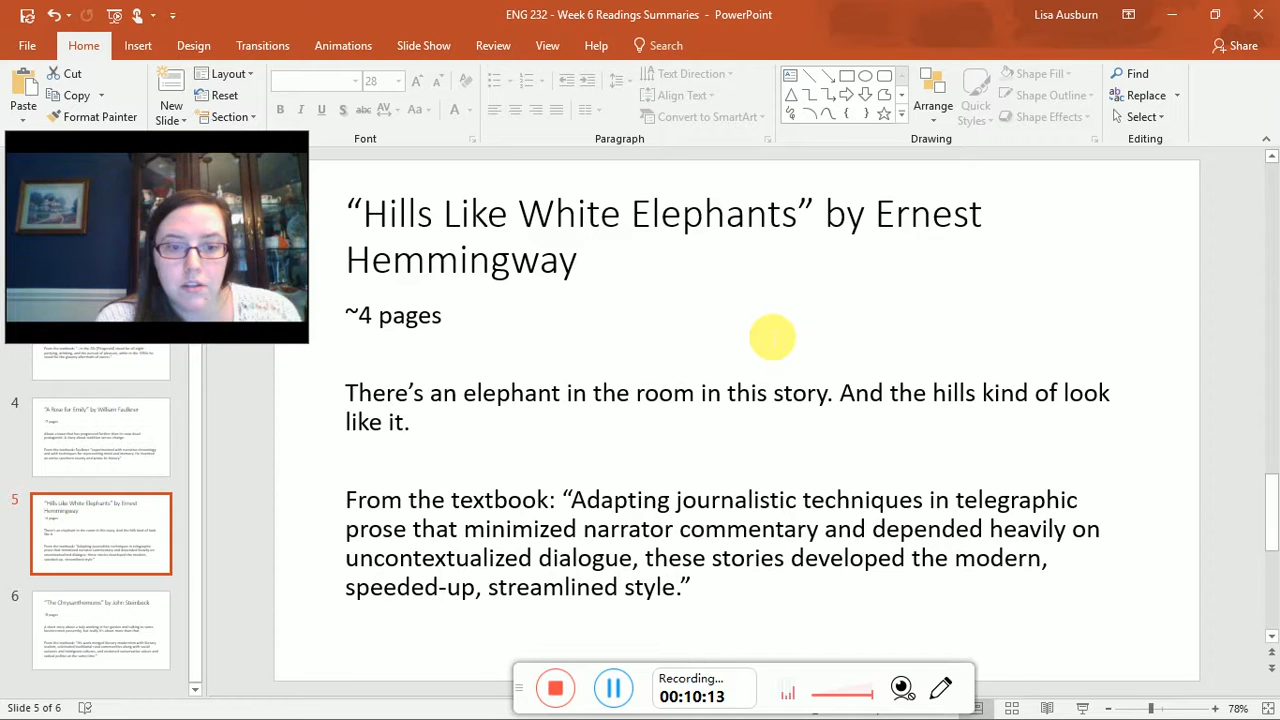 ENG 232 - Week 6 Readings Summaries - PowerPoint
Lisa Ausburn
File Home Insert Design Transitions Animations Slide Show Review View Help Search Share
Paste
Cut
Copy
Format Painter
New
Slide
Layout
Reset
Section
28
B I U S abc AV Aa A
Font
Text Direction
Align Text
Convert to SmartArt
Paragraph
Arrange
Quick
Styles
Shape Fill
Shape Outline
Shape Effects
Drawing
Find
Replace
Select
Editing
4
"A Rose for Emily" by William Faulkner
5
"Hills Like White Elephants" by Ernest
Hemmingway
6
"The Chrysanthemums" by John Steinbeck
“Hills Like White Elephants” by Ernest
Hemmingway
~4 pages
There’s an elephant in the room in this story. And the hills kind of look
like it.
From the textbook: “Adapting journalistic techniques in telegraphic
prose that minimized narrator commentary and depended heavily on
uncontextualized dialogue, these stories developed the modern,
speeded-up, streamlined style.”
Recording...
00:10:13
Slide 5 of 6
78%